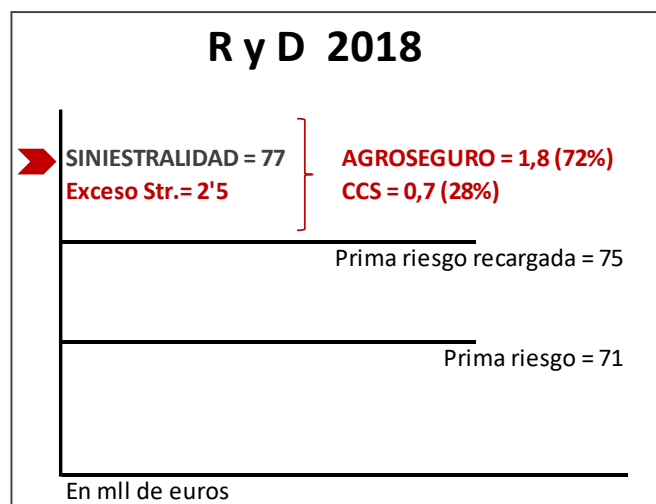 R y D 2018
SINIESTRALIDAD = 77
Exceso Str.= 2'5
AGROSEGURO = 1,8 (72%)
CCS = 0,7 (28%)
Prima riesgo recargada = 75
Prima riesgo = 71
En mll de euros